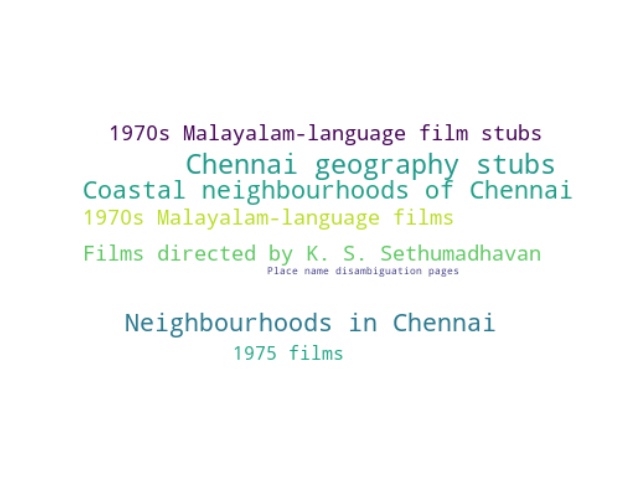 1970s Malayalam-language film stubs
Chennai geography stubs
Coastal neighbourhoods of Chennai
1970s Malayalam-language films
Films directed by K. S. Sethumadhavan
Place name disambiguation pages
Neighbourhoods in Chennai
1975 films